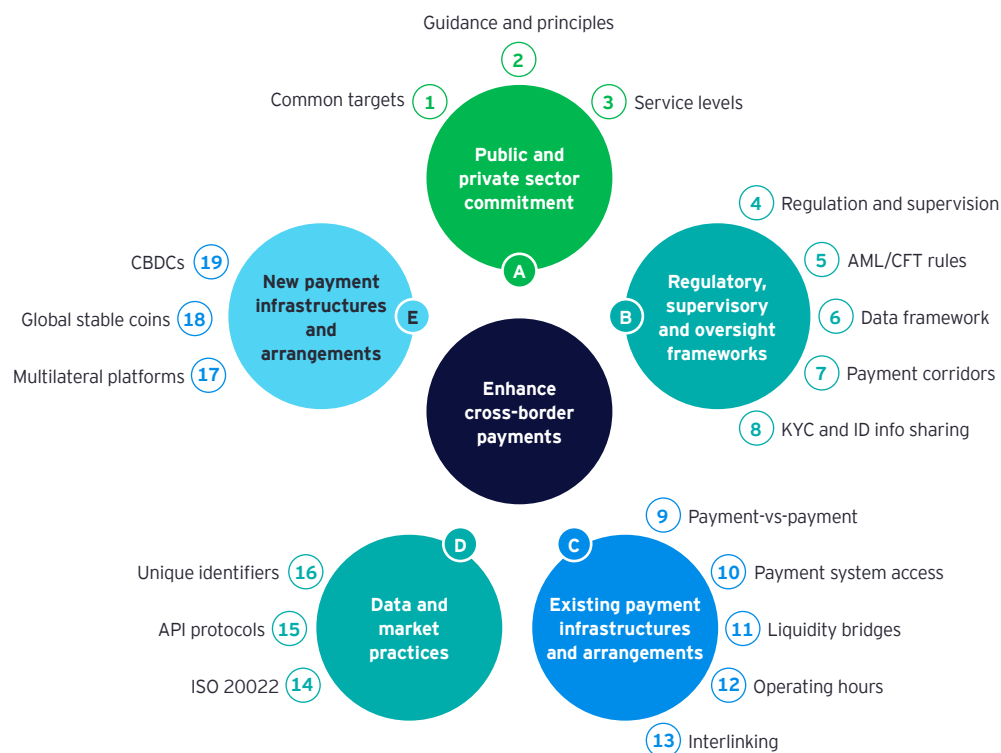 Guidance and principles
2
Common targets 1
3 Service levels
Public and
private sector
commitment
A
4 Regulation and supervision
5 AML/CFT rules
6 Data framework
7 Payment corridors
8 KYC and ID info sharing
Regulatory,
supervisory
and oversight
frameworks
B
CBDCs 19
Global stable coins 18
Multilateral platforms 17
New payment
infrastructures
and
arrangements
E
Enhance
cross-border
payments
9 Payment-vs-payment
10 Payment system access
11 Liquidity bridges
12 Operating hours
13 Interlinking
C
Existing payment
infrastructures
and arrangements
D
Data and
market
practices
Unique identifiers 16
API protocols 15
ISO 20022 14